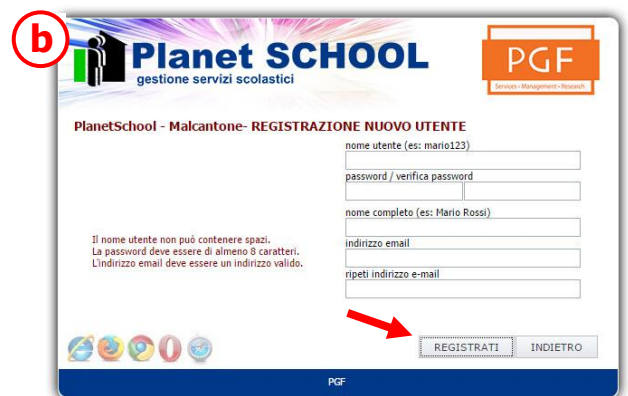 b
Planet SCHOOL
gestione servizi scolastici
PGF
Services - Management - Research
PlanetSchool - Malcantone- REGISTRAZIONE NUOVO UTENTE
nome utente (es: mario123)
password / verifica password
nome completo (es: Mario Rossi)
Il nome utente non può contenere spazi.
La password deve essere di almeno 8 caratteri.
L'indirizzo email deve essere un indirizzo valido.
indirizzo email
ripeti indirizzo e-mail
REGISTRATI INDIETRO
PGF